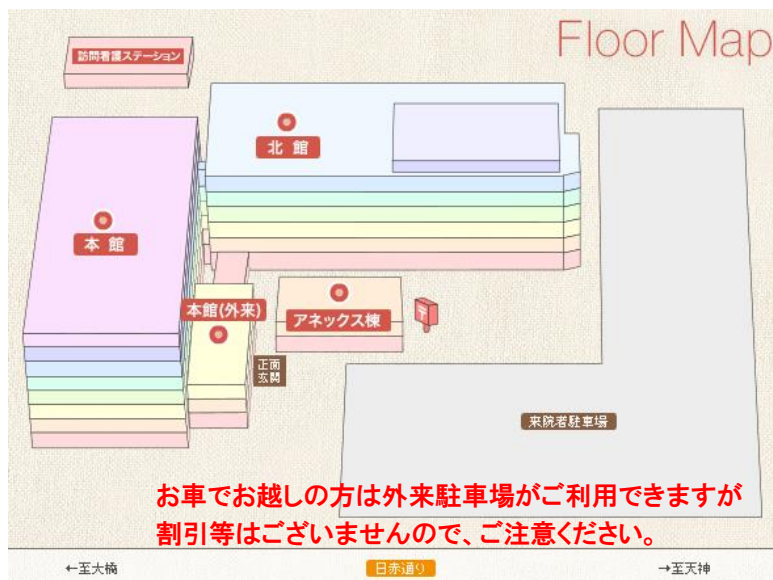 Floor Map
訪問看護ステーション
北館
本館
本館(外来)
アネックス棟
〒
正面
玄関
来院者駐車場
お車でお越しの方は外来駐車場がご利用できますが
割引等はございませんので、ご注意ください。
←至大楠
日赤通り
→至天神